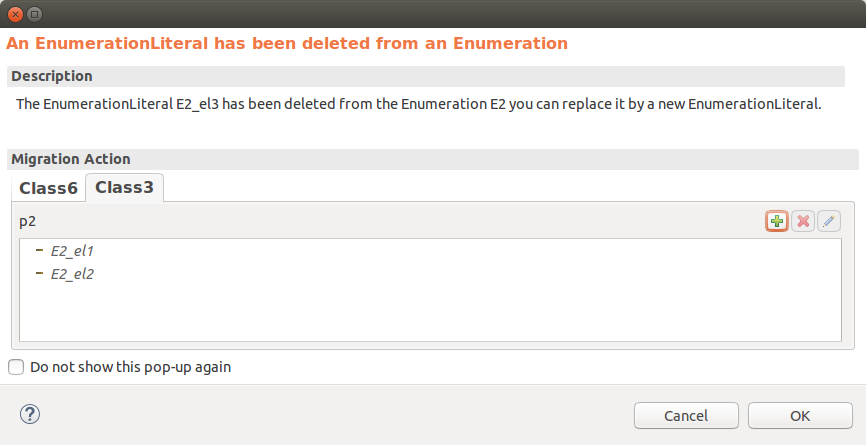 An EnumerationLiteral has been deleted from an Enumeration
Description
The EnumerationLiteral E2_el3 has been deleted from the Enumeration E2 you can replace it by a new EnumerationLiteral.
Migration Action
Class6 Class3
p2
E2_el1
E2_el2
Do not show this pop-up again
? Cancel OK